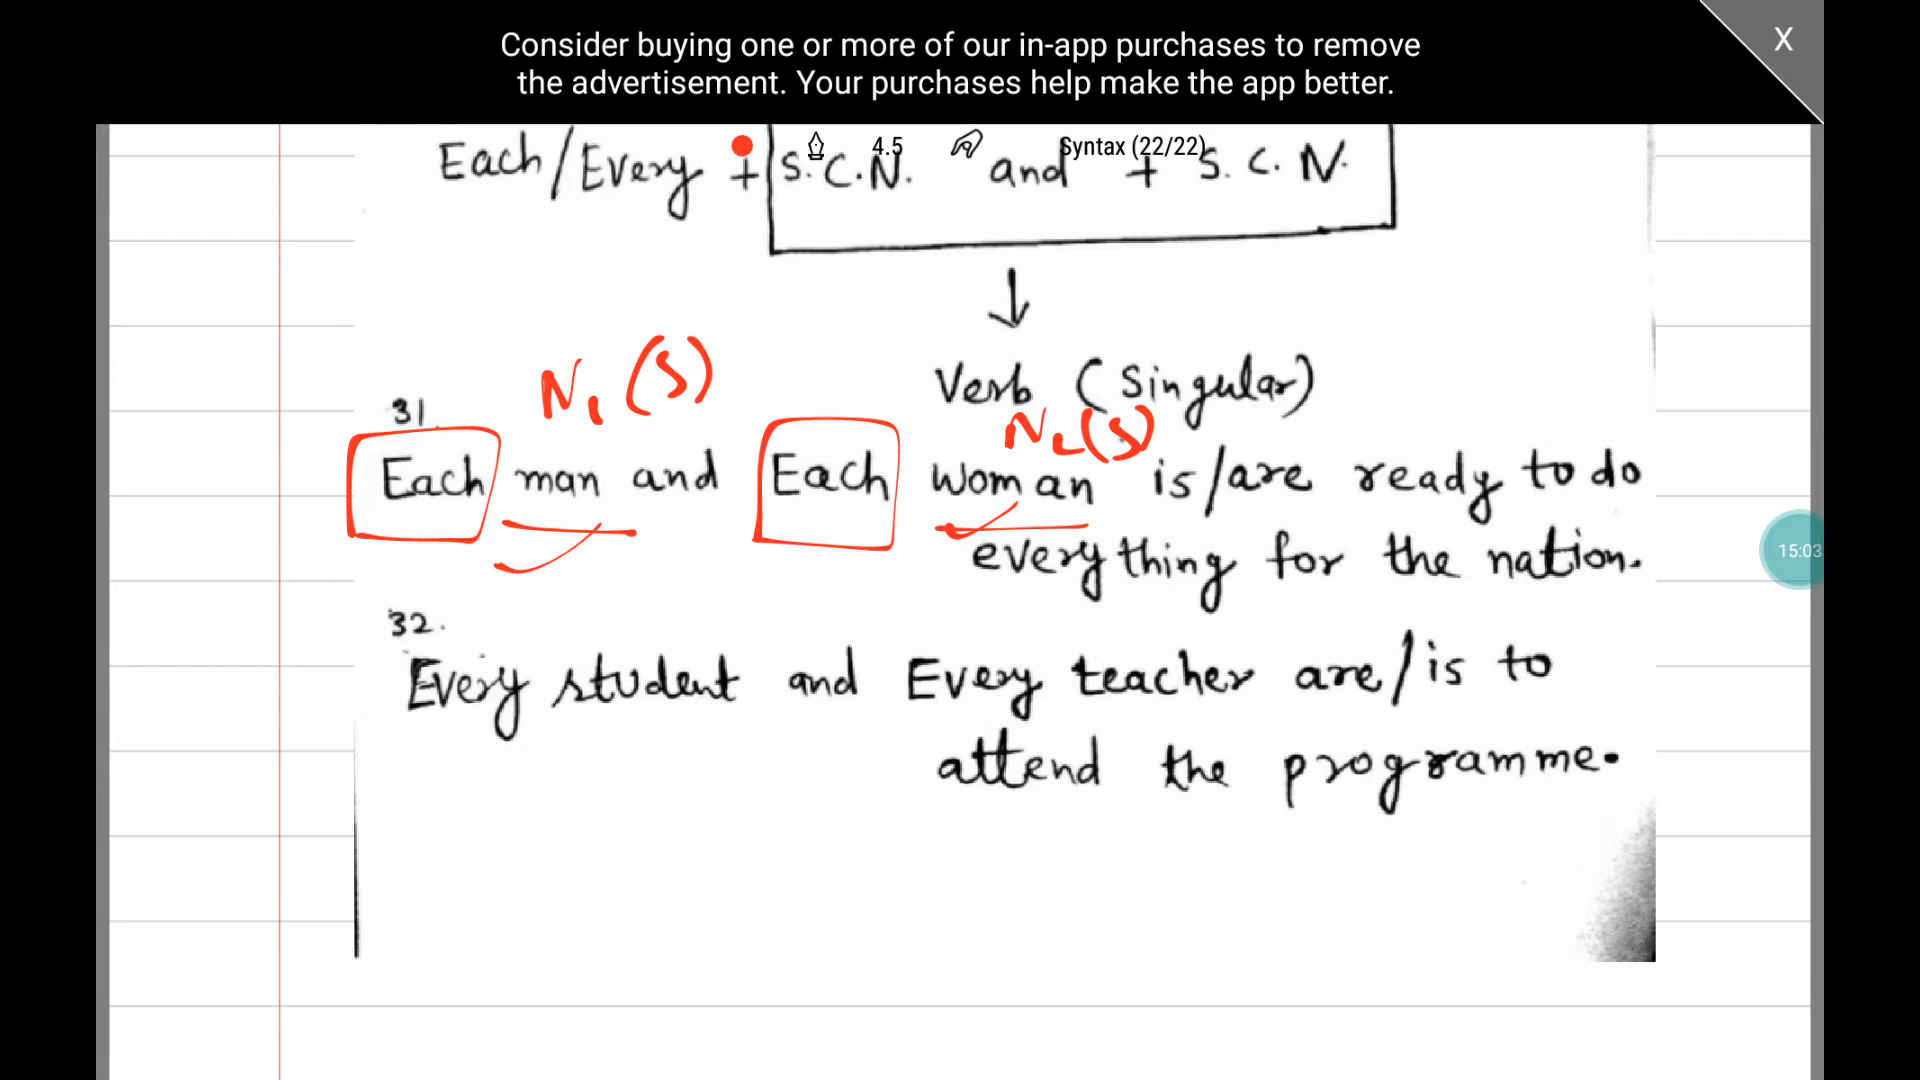 Consider buying one or more of our in-app purchases to remove
the advertisement. Your purchases help make the app better.
X
4.5 Syntax (22/22)
Each/Every + S.C.N. and + S.C.N.
Verb (Singular)
N1 (S)
N2 (S)
31
Each man and Each woman is/are ready to do
everything for the nation.
15:03
32.
Every student and Every teacher are/is to
attend the programme.